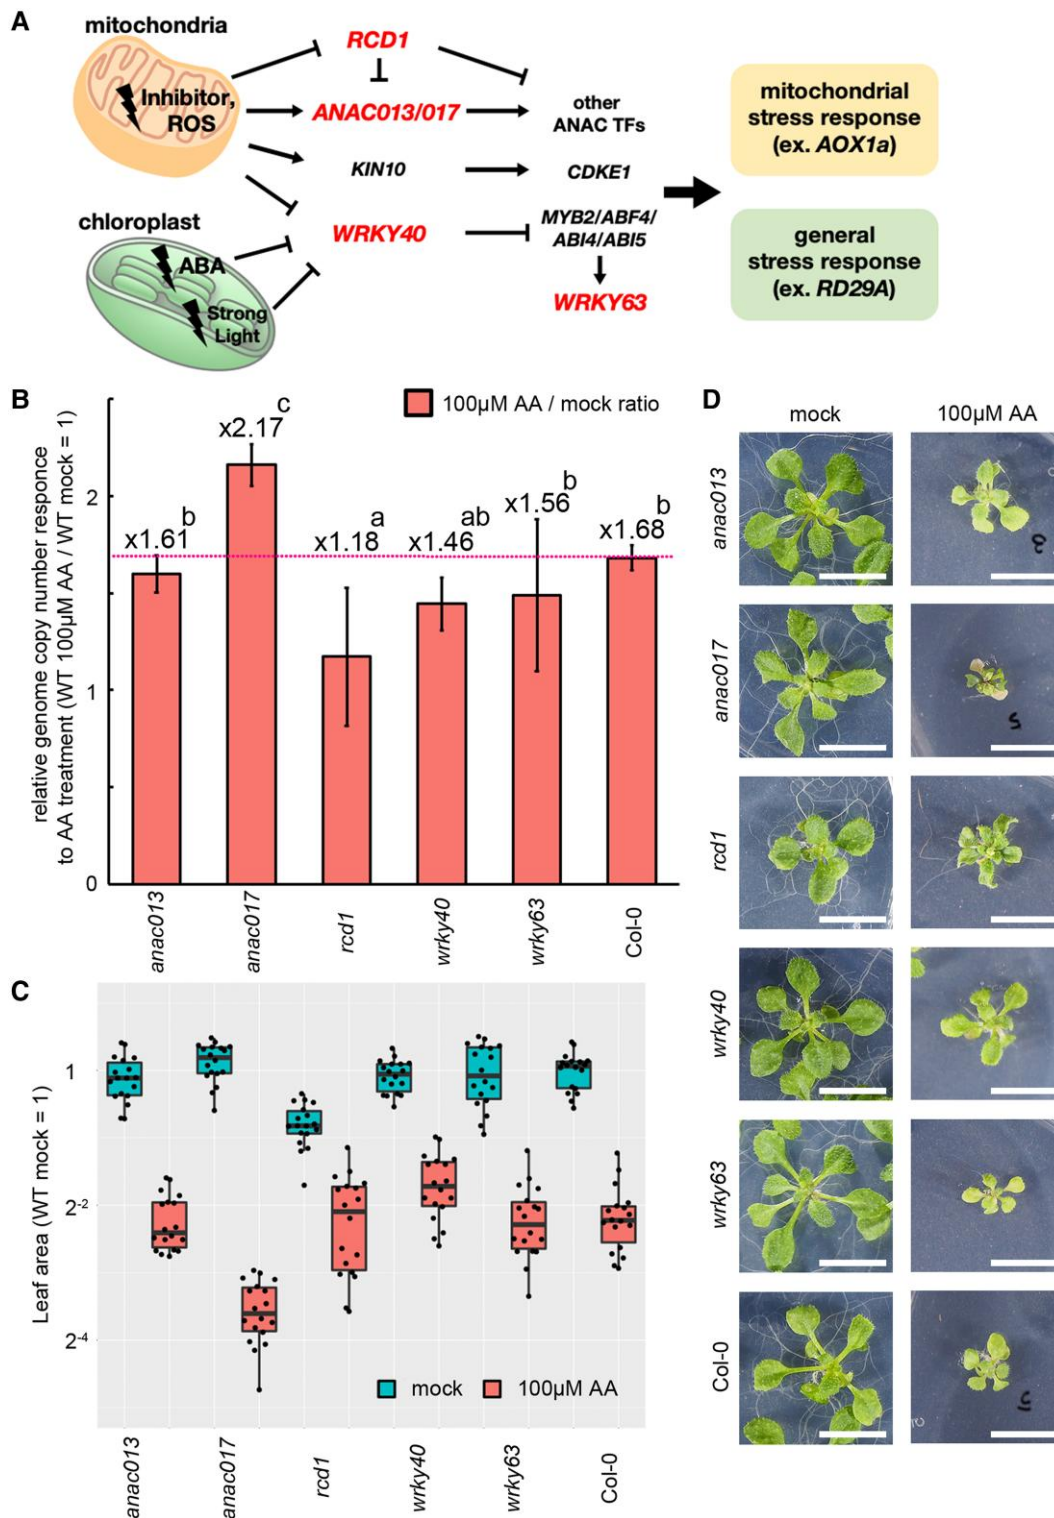 A
mitochondria
Inhibitor,
ROS
RCD1
ANAC013/017
other
ANAC TFs
KIN10
CDKE1
chloroplast
ABA
Strong
Light
WRKY40
MYB2/ABF4/
ABI4/ABI5
WRKY63
mitochondrial
stress response
(ex. AOX1a)
general
stress response
(ex. RD29A)
B
relative genome copy number responce
to AA treatment (WT 100µM AA / WT mock = 1)
2
1
0
100µM AA / mock ratio
b
x1.61
c
x2.17
a
x1.18
ab
x1.46
b
x1.56
b
x1.68
anac013
anac017
rcd1
wrky40
wrky63
Col-0
C
Leaf area (WT mock = 1)
1
2-2
2-4
mock
100µM AA
anac013
anac017
rcd1
wrky40
wrky63
Col-0
D
mock
100µM AA
anac013
anac017
rcd1
wrky40
wrky63
Col-0